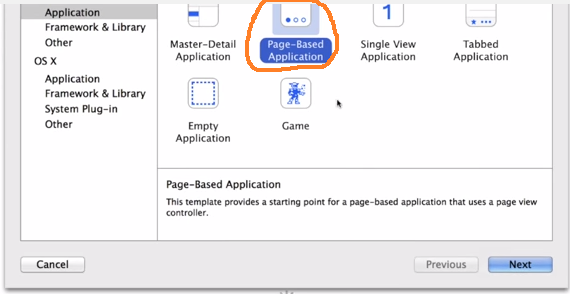 Application
Framework & Library
Other
OS X
Application
Framework & Library
System Plug-in
Other
Master-Detail
Application
Page-Based
Application
1
Single View
Application
Tabbed
Application
Empty
Application
Game
Page-Based Application
This template provides a starting point for a page-based application that uses a page view
controller.
Cancel
Previous
Next